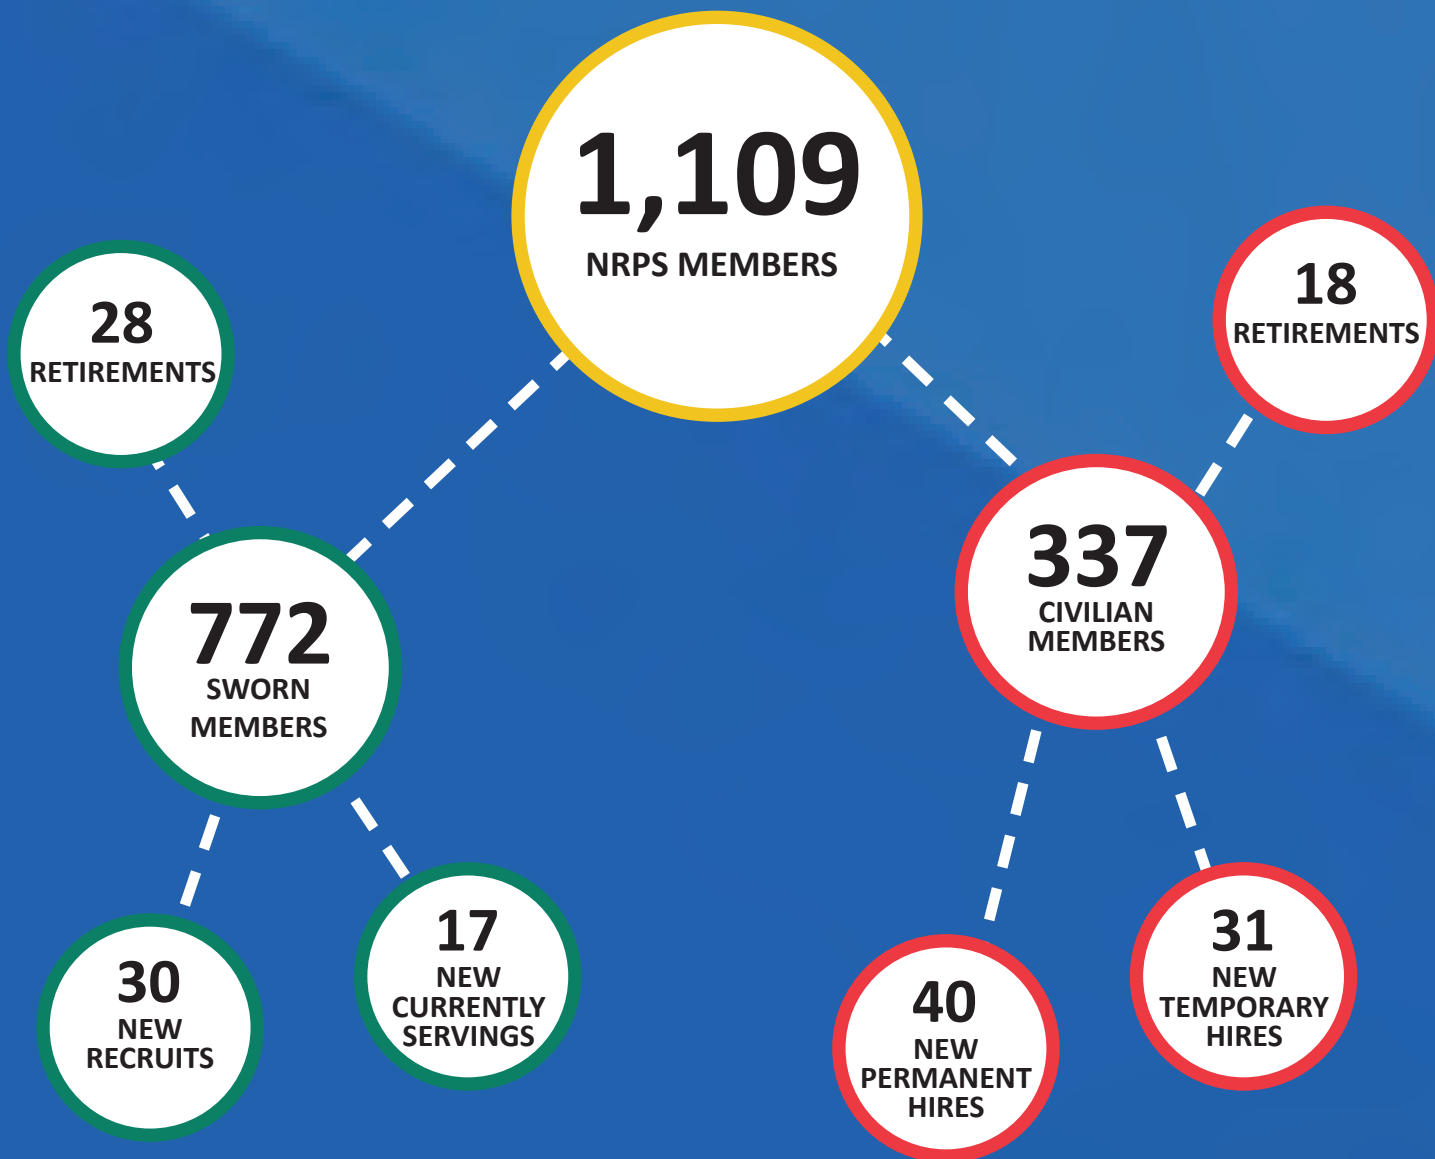 1,109
NRPS MEMBERS
28
RETIREMENTS
18
RETIREMENTS
772
SWORN
MEMBERS
337
CIVILIAN
MEMBERS
30
NEW
RECRUITS
17
NEW
CURRENTLY
SERVINGS
40
NEW
PERMANENT
HIRES
31
NEW
TEMPORARY
HIRES